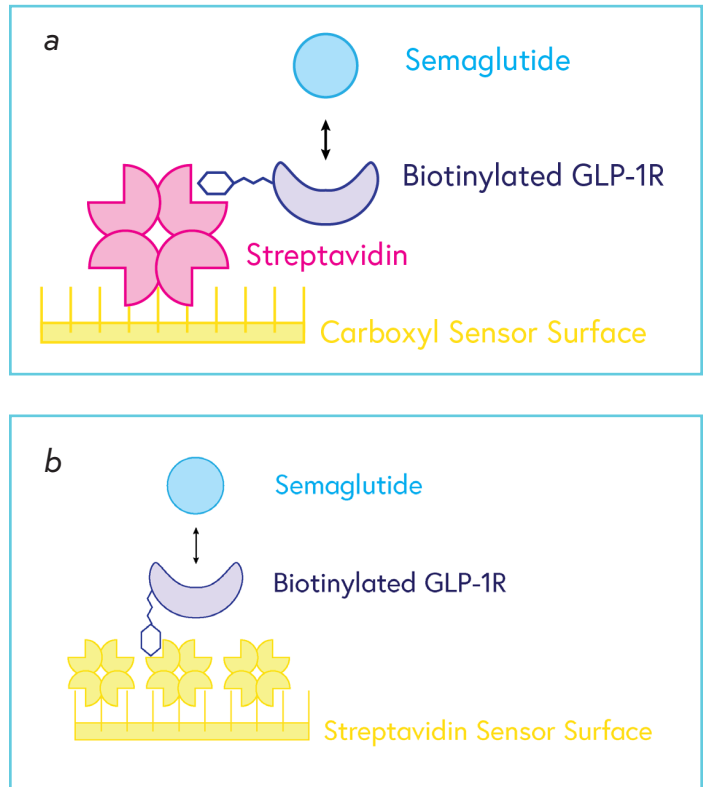 a
Semaglutide
Biotinylated GLP-1R
Streptavidin
Carboxyl Sensor Surface
b
Semaglutide
Biotinylated GLP-1R
Streptavidin Sensor Surface